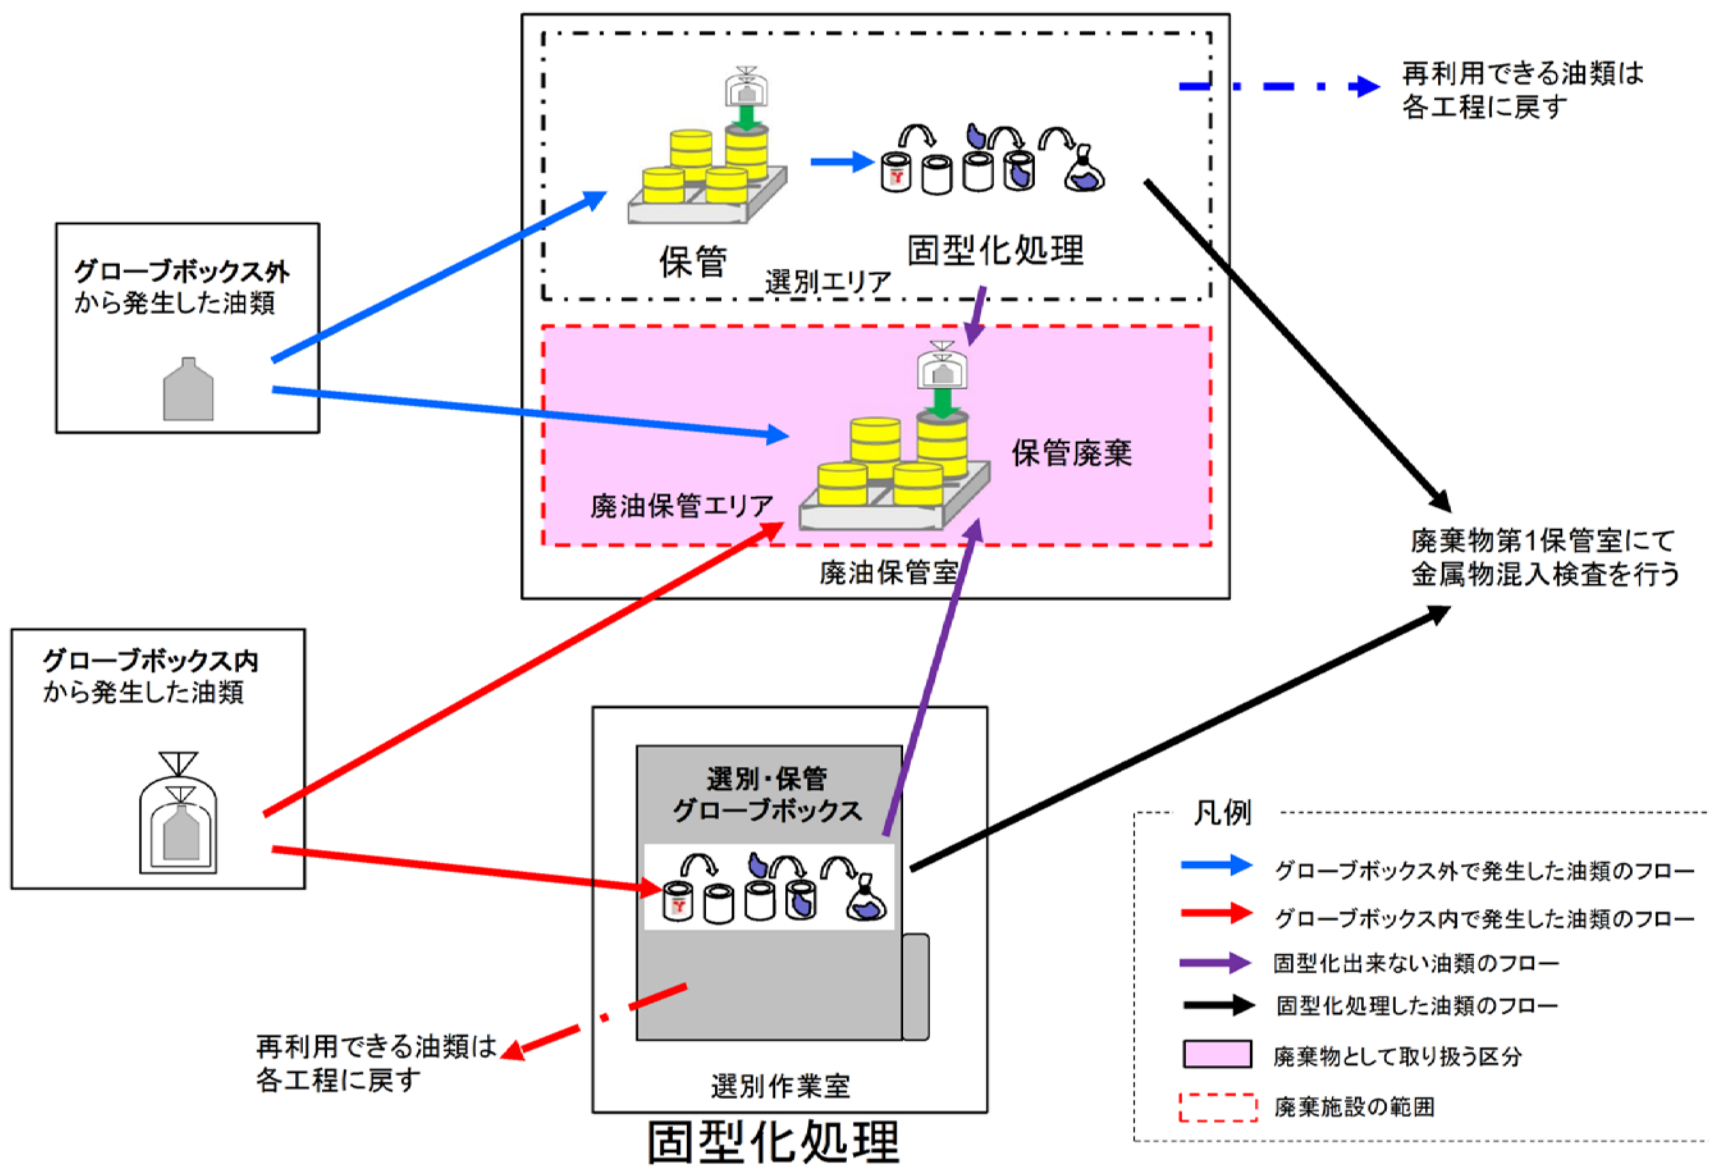 再利用できる油類は
各工程に戻す
グローブボックス外
から発生した油類
保管
固型化処理
選別エリア
保管廃棄
廃油保管エリア
廃油保管室
廃棄物第1保管室にて
金属物混入検査を行う
グローブボックス内
から発生した油類
選別・保管
グローブボックス
再利用できる油類は
各工程に戻す
選別作業室
固型化処理
凡例
グローブボックス外で発生した油類のフロー
グローブボックス内で発生した油類のフロー
固型化出来ない油類のフロー
固型化処理した油類のフロー
廃棄物として取り扱う区分
廃棄施設の範囲